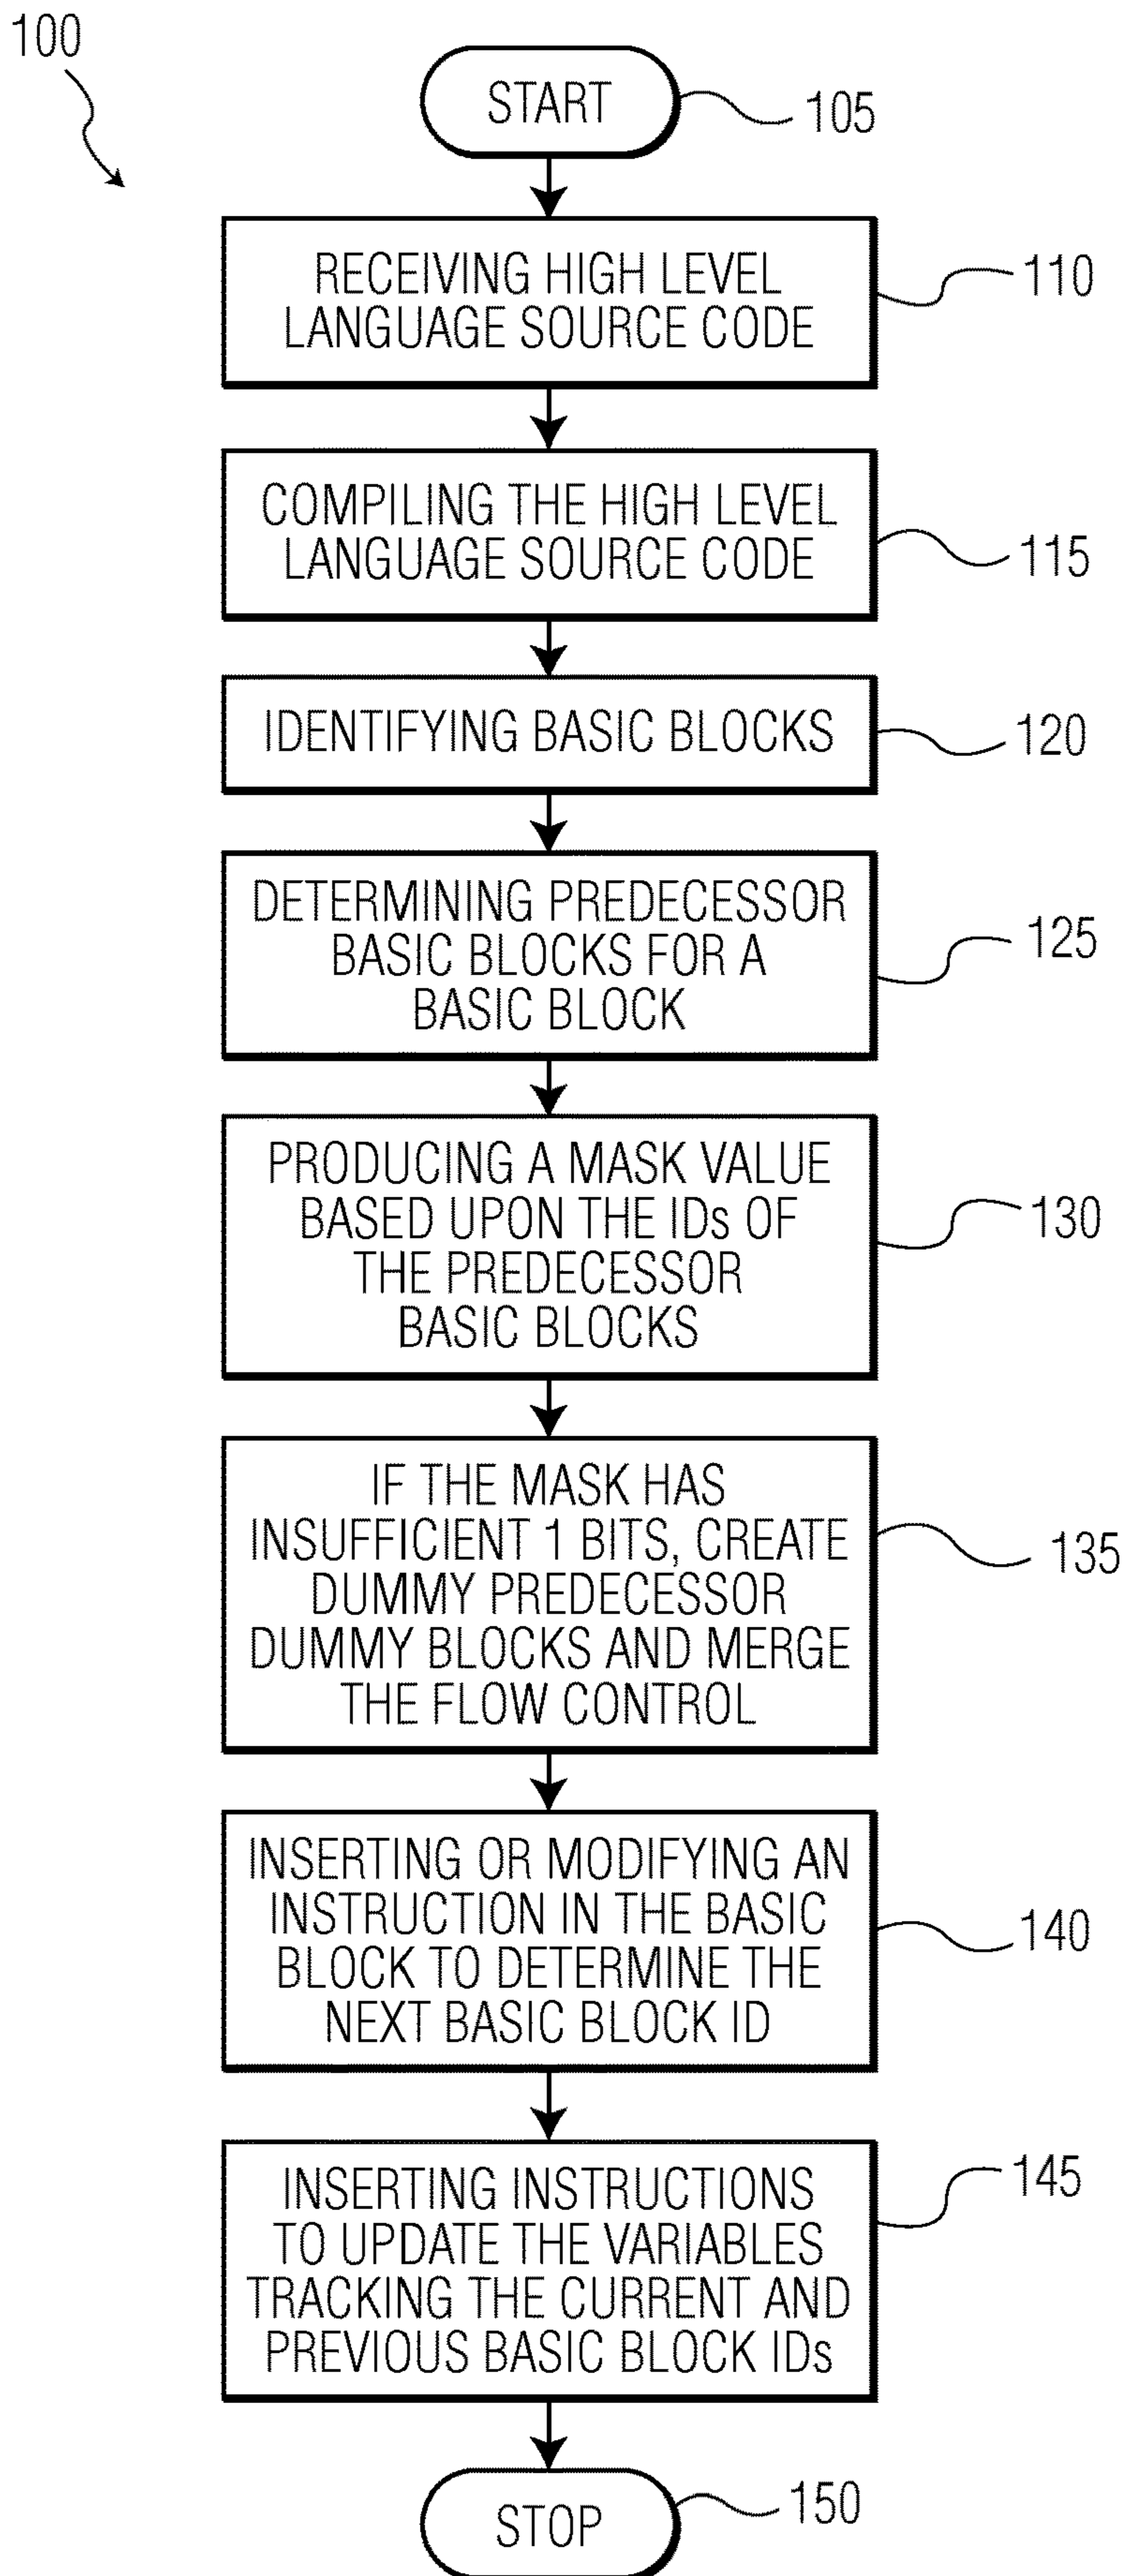 100
START
105
RECEIVING HIGH LEVEL
LANGUAGE SOURCE CODE
110
COMPILING THE HIGH LEVEL
LANGUAGE SOURCE CODE
115
IDENTIFYING BASIC BLOCKS
120
DETERMINING PREDECESSOR
BASIC BLOCKS FOR A
BASIC BLOCK
125
PRODUCING A MASK VALUE
BASED UPON THE IDs OF
THE PREDECESSOR
BASIC BLOCKS
130
IF THE MASK HAS
INSUFFICIENT 1 BITS, CREATE
DUMMY PREDECESSOR
DUMMY BLOCKS AND MERGE
THE FLOW CONTROL
135
INSERTING OR MODIFYING AN
INSTRUCTION IN THE BASIC
BLOCK TO DETERMINE THE
NEXT BASIC BLOCK ID
140
INSERTING INSTRUCTIONS
TO UPDATE THE VARIABLES
TRACKING THE CURRENT AND
PREVIOUS BASIC BLOCK IDs
145
STOP
150